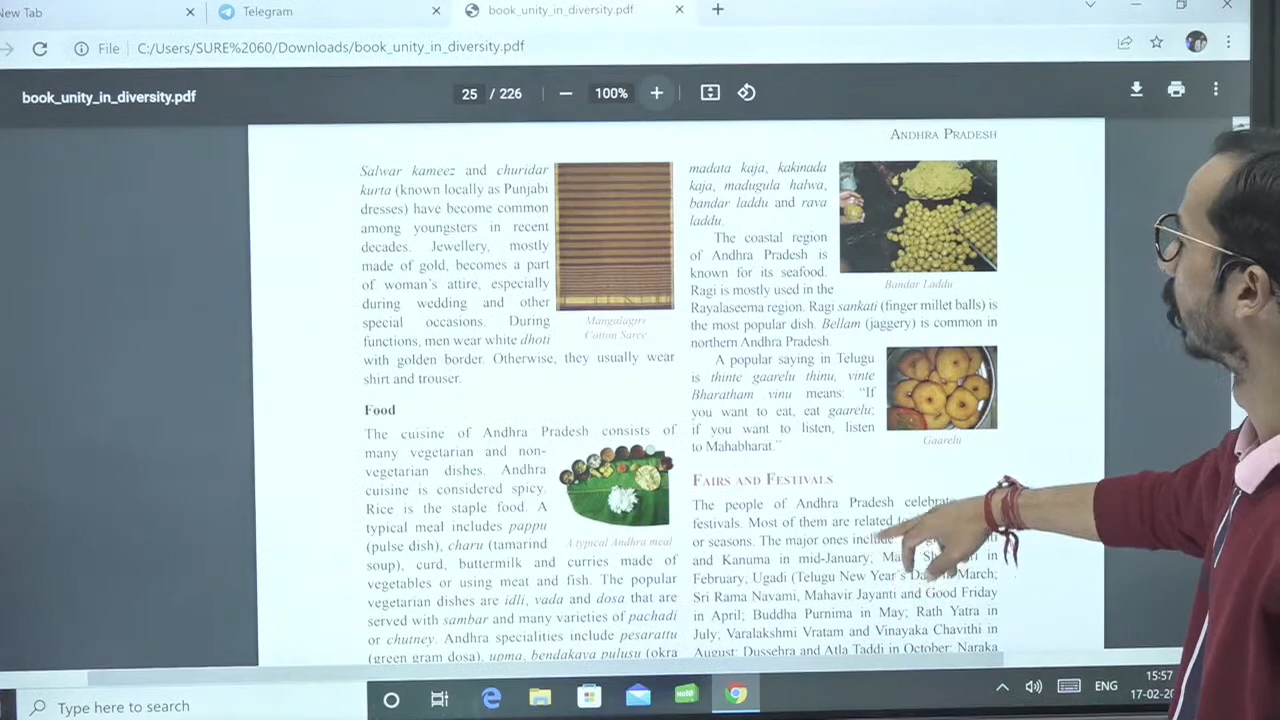 New Tab
Telegram
book_unity_in_diversity.pdf
File
C:/Users/SURE%2060/Downloads/book_unity_in_diversity.pdf
book_unity_in_diversity.pdf
25 / 226
100%
ANDHRA PRADESH
Salwar kameez and churidar
kurta (known locally as Punjabi
dresses) have become common
among youngsters in recent
decades. Jewellery, mostly
made of gold, becomes a part
of woman's attire, especially
during wedding and other
special occasions. During
functions, men wear white dhoti
with golden border. Otherwise, they usually wear
shirt and trouser.
Mangalagiri
Cotton Saree
Food
The cuisine of Andhra Pradesh consists of
many vegetarian and non-
vegetarian dishes. Andhra
cuisine is considered spicy.
Rice is the staple food. A
typical meal includes pappu
(pulse dish), charu (tamarind
soup), curd, buttermilk and curries made of
vegetables or using meat and fish. The popular
vegetarian dishes are idli, vada and dosa that are
served with sambar and many varieties of pachadi
or chutney. Andhra specialities include pesarattu
(green gram dosa), upma, bendakaya pulusu (okra
A typical Andhra meal
madata kaja, kakinada
kaja, madugula halwa,
bandar laddu and rava
laddu.
The coastal region
of Andhra Pradesh is
known for its seafood.
Ragi is mostly used in the
Rayalaseema region. Ragi sankati (finger millet balls) is
the most popular dish. Bellam (jaggery) is common in
northern Andhra Pradesh.
Bandar Laddu
A popular saying in Telugu
is thinte gaarelu thinu, vinte
Bharatham vinu means: "If
you want to eat, eat gaarelu;
if you want to listen, listen
to Mahabharat."
Gaarelu
FAIRS AND FESTIVALS
The people of Andhra Pradesh
festivals. Most of them are related
or seasons. The major ones include
and Kanuma in mid-January; in
February; Ugadi (Telugu New Year's March;
Sri Rama Navami, Mahavir Jayanti and Good Friday
in April; Buddha Purnima in May; Rath Yatra in
July; Varalakshmi Vratam and Vinayaka Chavithi in
August; Dussehra and Atla Taddi in October; Naraka
Type here to search
ENG
15:57